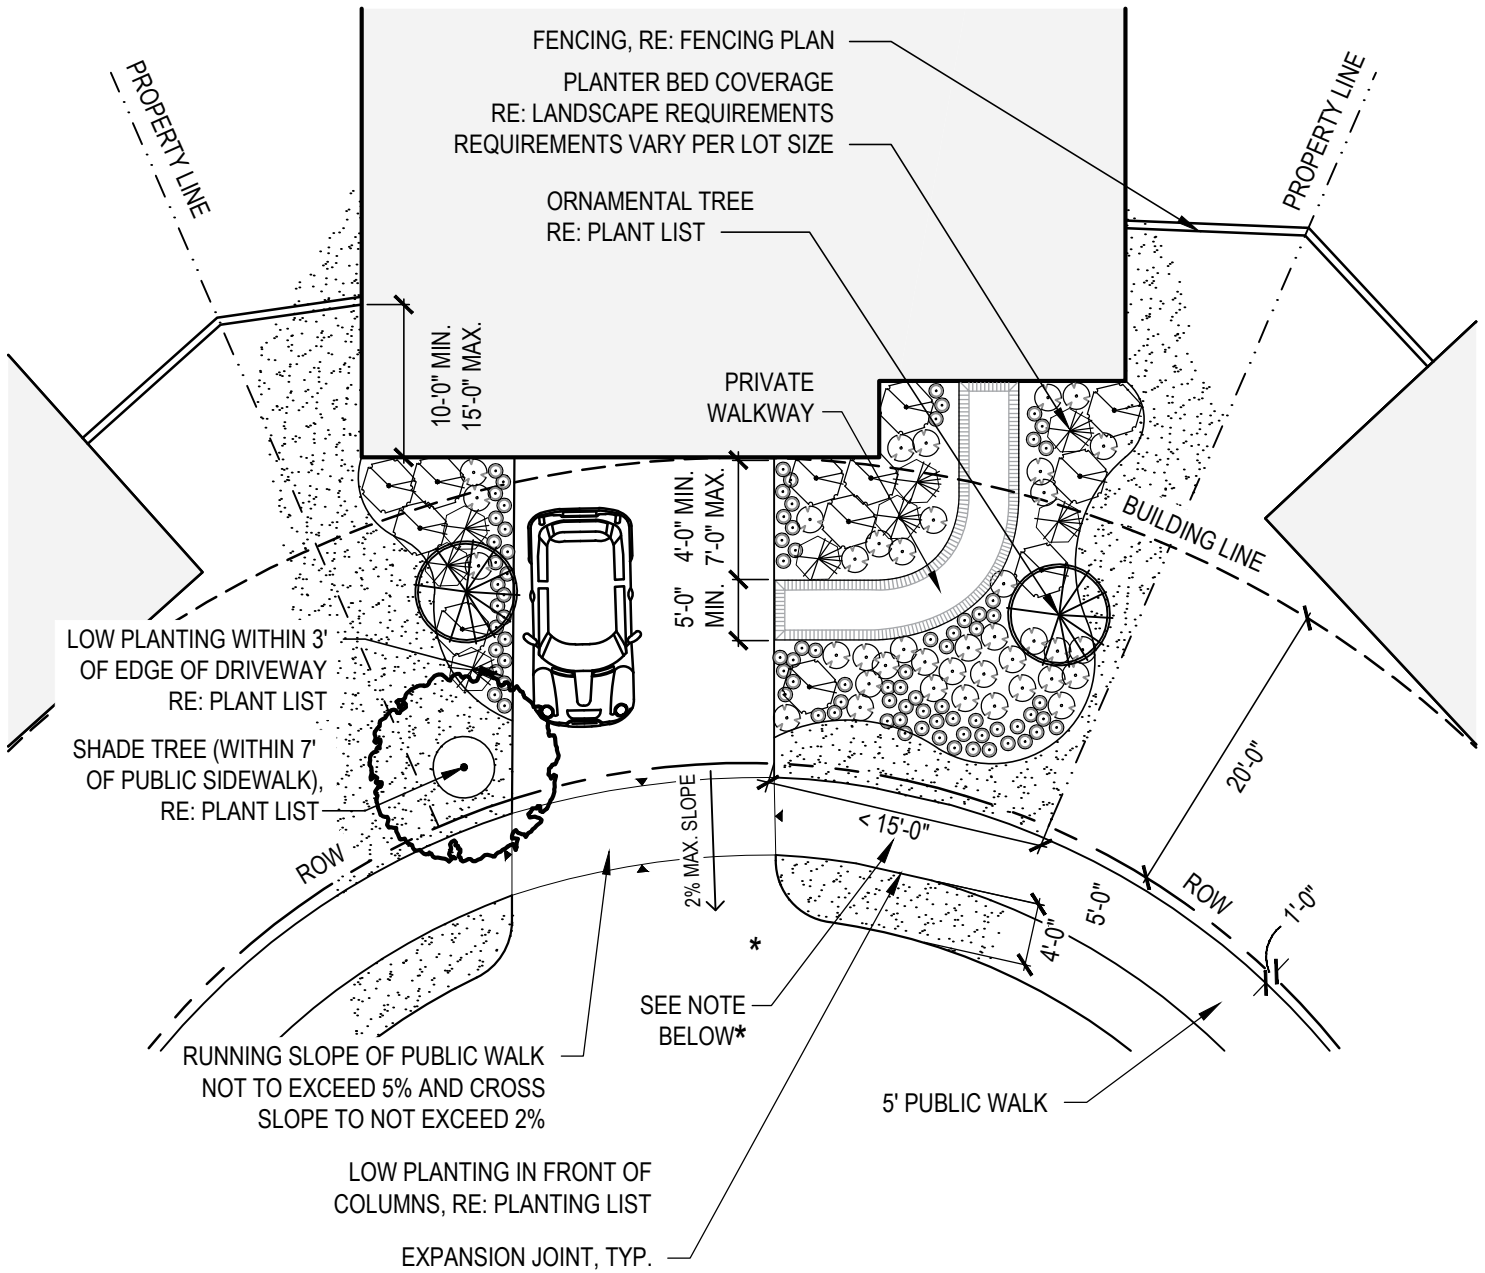 FENCING, RE: FENCING PLAN
PLANTER BED COVERAGE
RE: LANDSCAPE REQUIREMENTS
REQUIREMENTS VARY PER LOT SIZE
ORNAMENTAL TREE
RE: PLANT LIST
PROPERTY LINE
PROPERTY LINE
10'-0" MIN.
15'-0" MAX.
PRIVATE
WALKWAY
4'-0" MIN.
7'-0" MAX.
5'-0"
MIN.
BUILDING LINE
LOW PLANTING WITHIN 3'
OF EDGE OF DRIVEWAY
RE: PLANT LIST
SHADE TREE (WITHIN 7'
OF PUBLIC SIDEWALK),
RE: PLANT LIST
20'-0"
2% MAX. SLOPE
< 15'-0"
ROW
ROW
5'-0"
4'-0"
1'-0"
*
SEE NOTE
BELOW*
RUNNING SLOPE OF PUBLIC WALK
NOT TO EXCEED 5% AND CROSS
SLOPE TO NOT EXCEED 2%
5' PUBLIC WALK
LOW PLANTING IN FRONT OF
COLUMNS, RE: PLANTING LIST
EXPANSION JOINT, TYP.